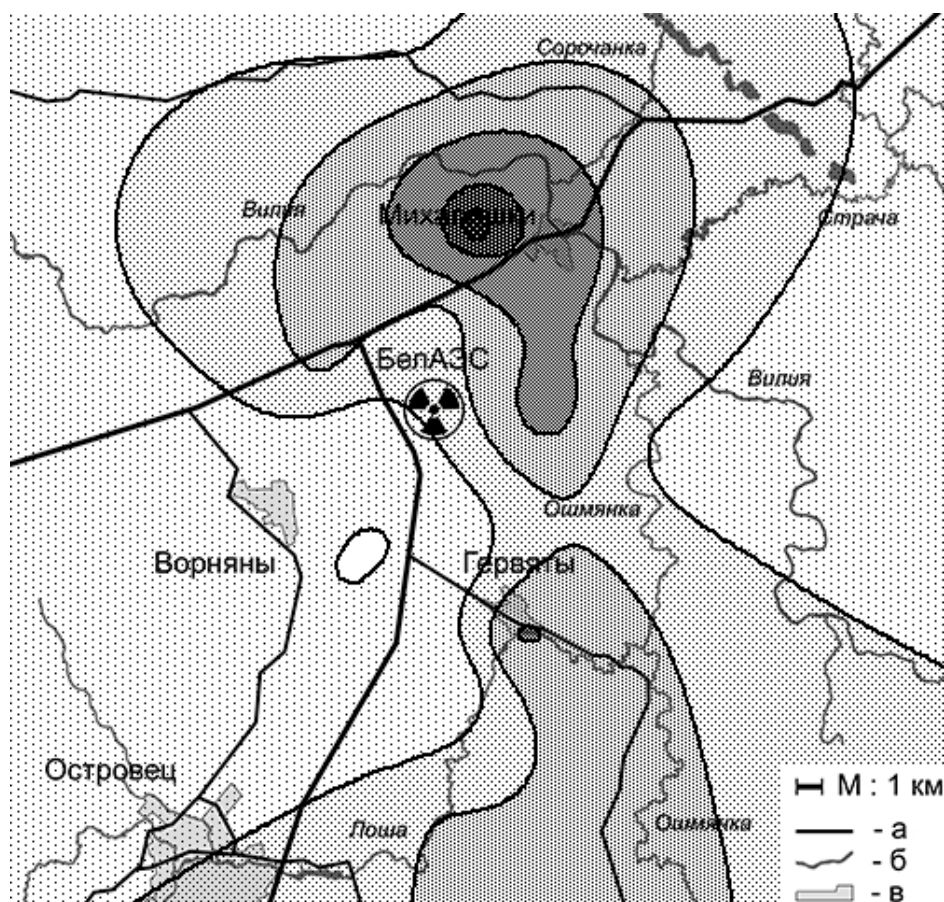 Сорочанка
Вилия
Михалишки
Страча
БелАЭС
Вилия
Ошмянка
Ворняны
Гервяты
Островец
М : 1 км
Лоша
Ошмянка
- а
- б
- в